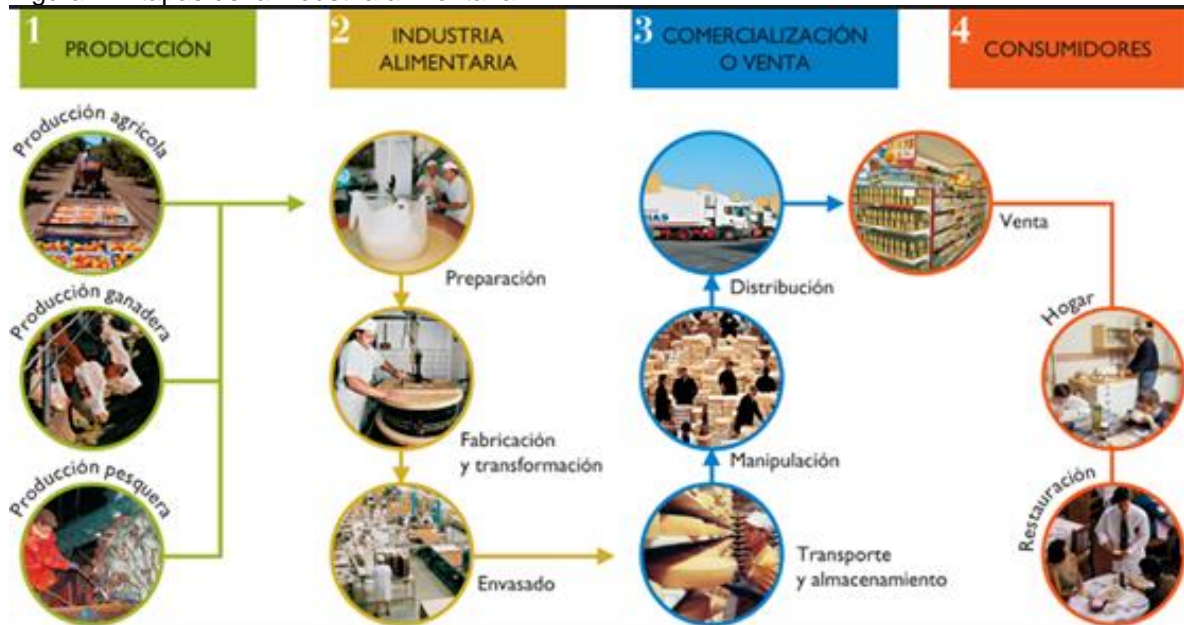 1 PRODUCCIÓN
2 INDUSTRIA
ALIMENTARIA
3 COMERCIALIZACIÓN
O VENTA
4 CONSUMIDORES
Producción agrícola
Producción ganadera
Producción pesquera
Preparación
Fabricación
y transformación
Envasado
Distribución
Manipulación
Transporte
y almacenamiento
Venta
Hogar
Restauración